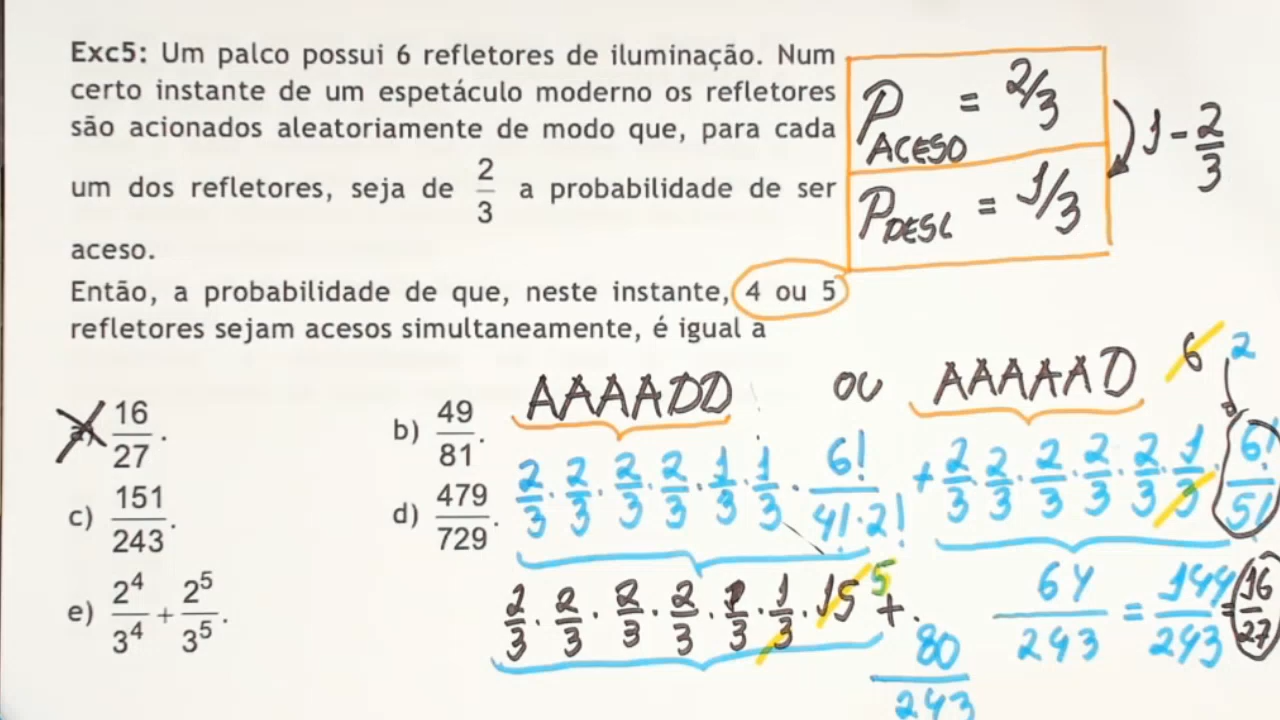 Exc5: Um palco possui 6 refletores de iluminação. Num
certo instante de um espetáculo moderno os refletores
são acionados aleatoriamente de modo que, para cada
um dos refletores, seja de 2/3 a probabilidade de ser
aceso.
Então, a probabilidade de que, neste instante, 4 ou 5
refletores sejam acesos simultaneamente, é igual a
a) 16/27.
b) 49/81.
c) 151/243.
d) 479/729.
e) 2^4/3^4 + 2^5/3^5.
P ACESO = 2/3
P DESL = 1/3
1 - 2/3
AAAADD OU AAAAAD 6 2
2/3 · 2/3 · 2/3 · 2/3 · 1/3 · 1/3 · 6!/4!·2! + 2/3 · 2/3 · 2/3 · 2/3 · 2/3 · 1/3 · 6!/5!
2/3 · 2/3 · 2/3 · 2/3 · 1/3 · 1/3 · 15 5 +
80/243 64/243 = 144/243 = 16/27